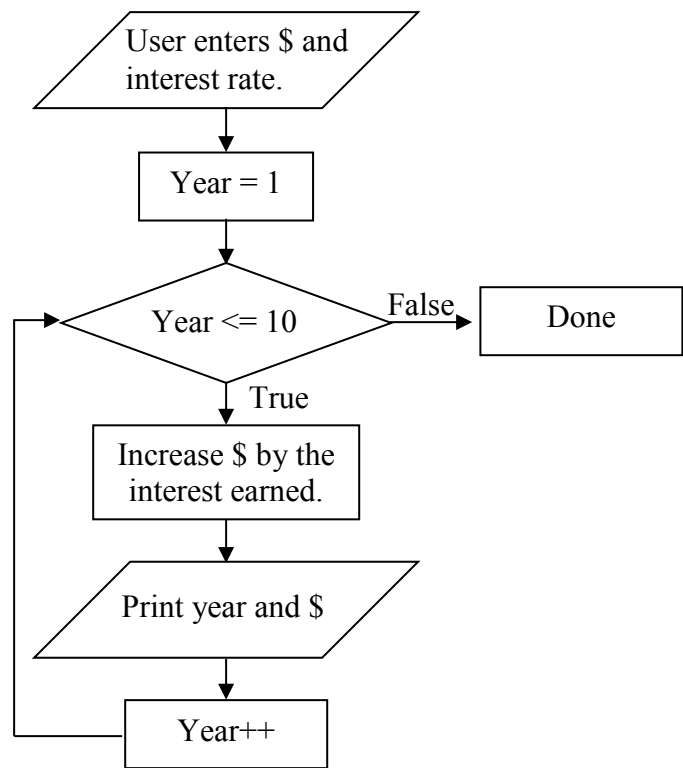 User enters $ and
interest rate.
Year = 1
Year <= 10
False
Done
True
Increase $ by the
interest earned.
Print year and $
Year++